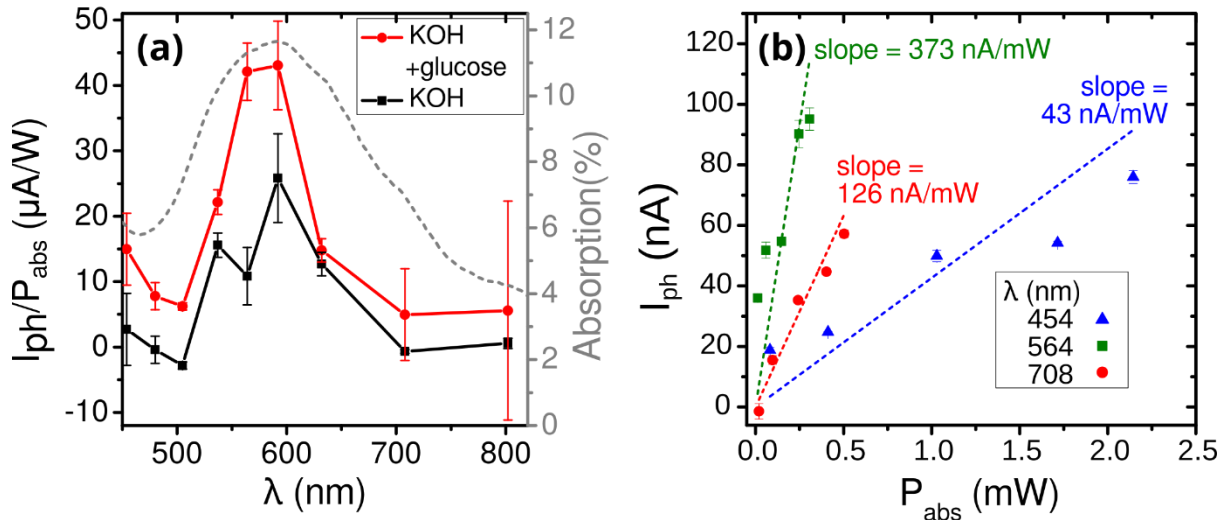 (a)
KOH
+glucose
KOH
50
40
30
20
10
0
-10
Iph/Pabs (µA/W)
12
10
8
6
4
2
0
Absorption(%)
500
600
700
800
λ (nm)
(b)
slope = 373 nA/mW
slope =
43 nA/mW
slope =
126 nA/mW
λ (nm)
454
564
708
120
100
80
60
40
20
0
Iph (nA)
0.0
0.5
1.0
1.5
2.0
2.5
Pabs (mW)